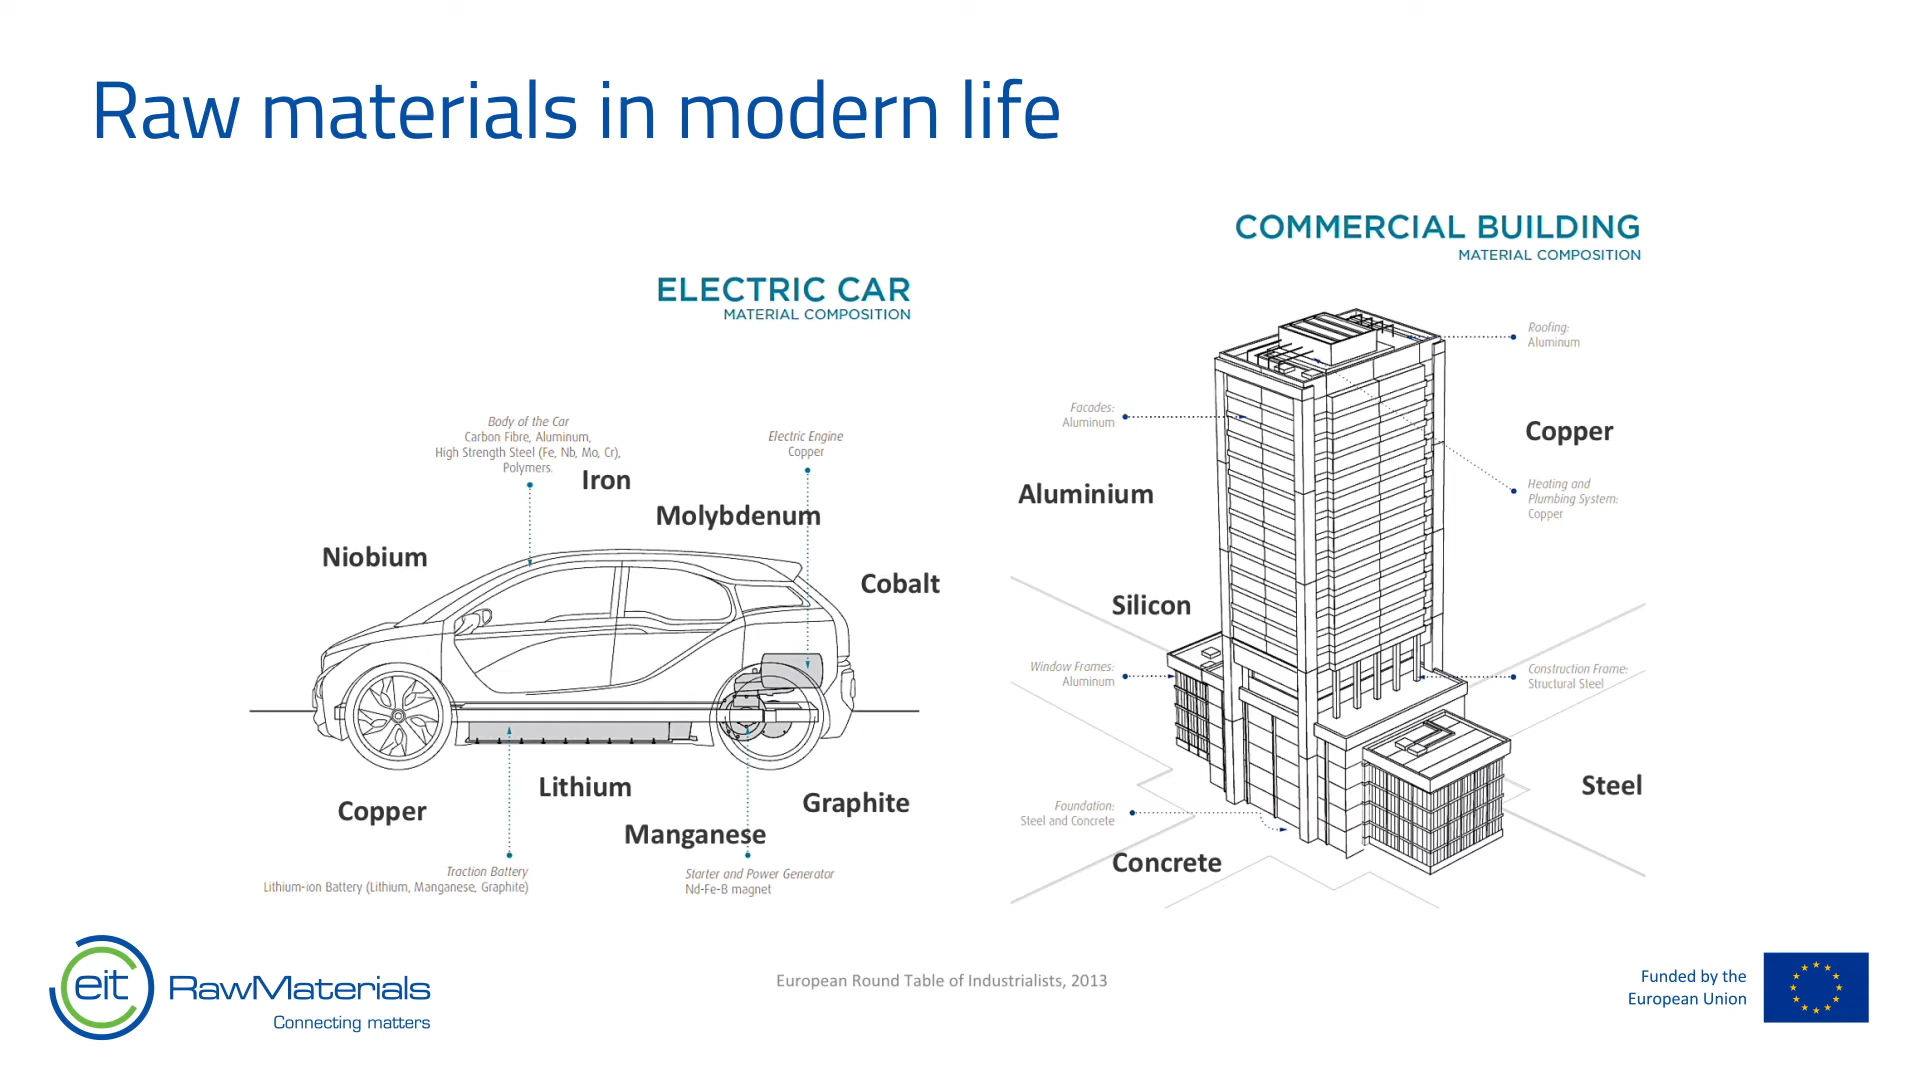 Raw materials in modern life
ELECTRIC CAR
MATERIAL COMPOSITION
Body of the Car
Carbon Fibre, Aluminum,
High Strength Steel (Fe, Nb, Mo, Cr),
Polymers.
Electric Engine
Copper
Iron
Molybdenum
Niobium
Cobalt
Lithium
Copper
Graphite
Manganese
Traction Battery
Lithium-ion Battery (Lithium, Manganese, Graphite)
Starter and Power Generator
Nd-Fe-B magnet
COMMERCIAL BUILDING
MATERIAL COMPOSITION
Roofing:
Aluminum
Facades:
Aluminum
Copper
Aluminium
Heating and
Plumbing System:
Copper
Silicon
Window Frames:
Aluminum
Construction Frame:
Structural Steel
Steel
Foundation:
Steel and Concrete
Concrete
eit RawMaterials
Connecting matters
European Round Table of Industrialists, 2013
Funded by the
European Union